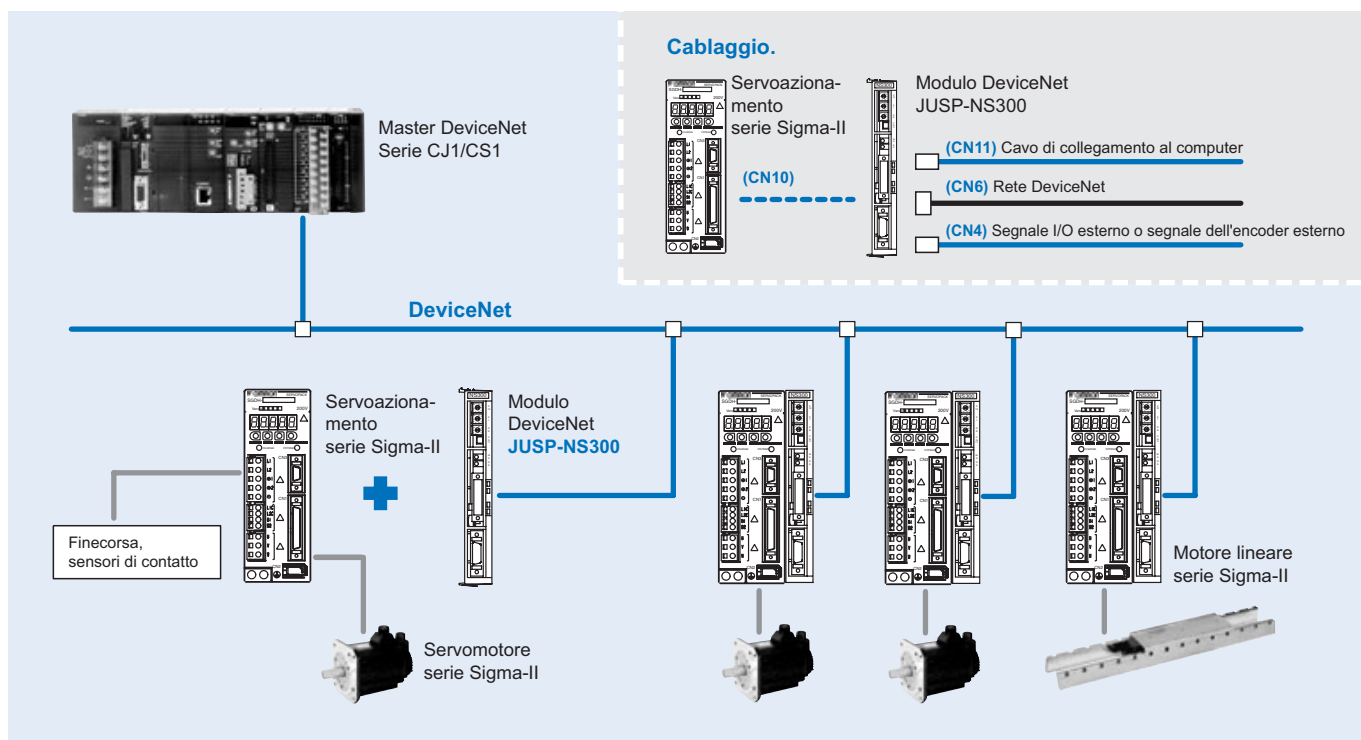 Cablaggio.
Servoaziona-
mento
serie Sigma-II
Modulo DeviceNet
JUSP-NS300
(CN10)
(CN11) Cavo di collegamento al computer
(CN6) Rete DeviceNet
(CN4) Segnale I/O esterno o segnale dell'encoder esterno
Master DeviceNet
Serie CJ1/CS1
DeviceNet
Servoaziona-
mento
serie Sigma-II
Modulo
DeviceNet
JUSP-NS300
Finecorsa,
sensori di contatto
Servomotore
serie Sigma-II
Motore lineare
serie Sigma-II